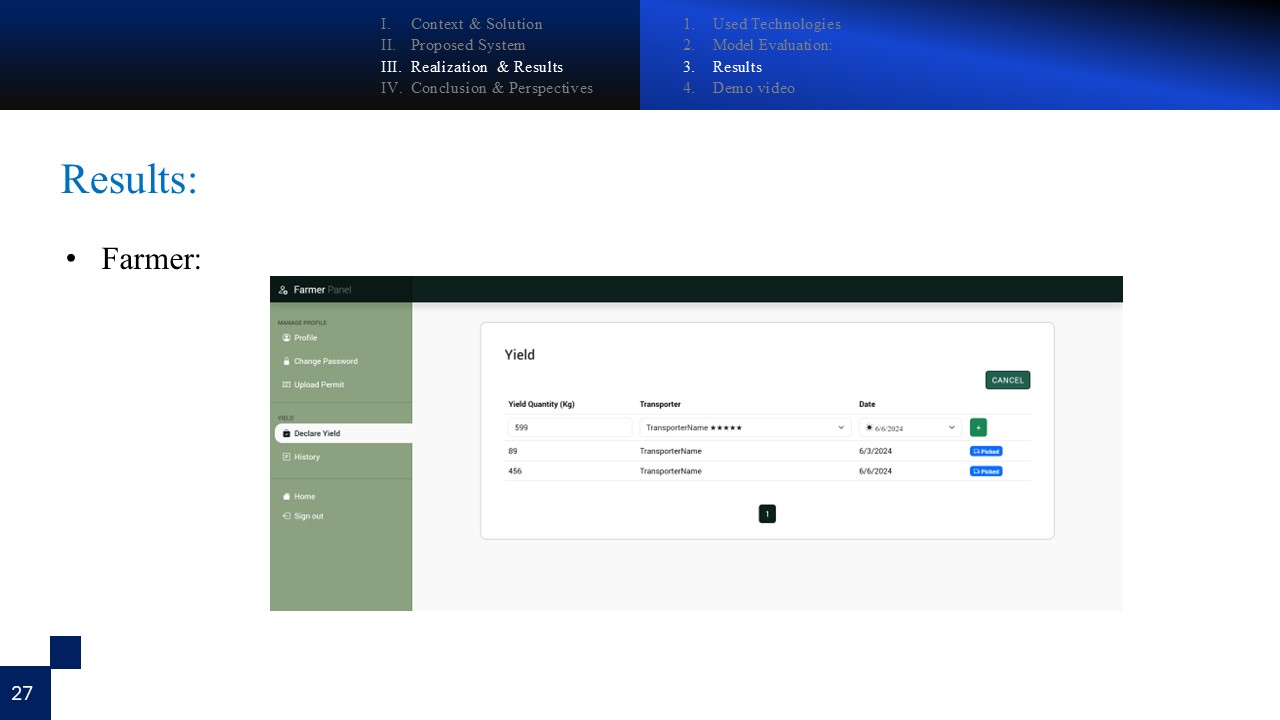 I. Context & Solution
II. Proposed System
III. Realization & Results
IV. Conclusion & Perspectives
1. Used Technologies
2. Model Evaluation:
3. Results
4. Demo video
Results:
• Farmer:
Farmer Panel
MANAGE PROFILE
Profile
Change Password
Upload Permit
YIELD
Declare Yield
History
Home
Sign out
Yield
CANCEL
Yield Quantity (Kg) Transporter Date
599 TransporterName ★★★★★ ☀ 6/6/2024 +
89 TransporterName 6/3/2024 Picked
456 TransporterName 6/6/2024 Picked
1
27